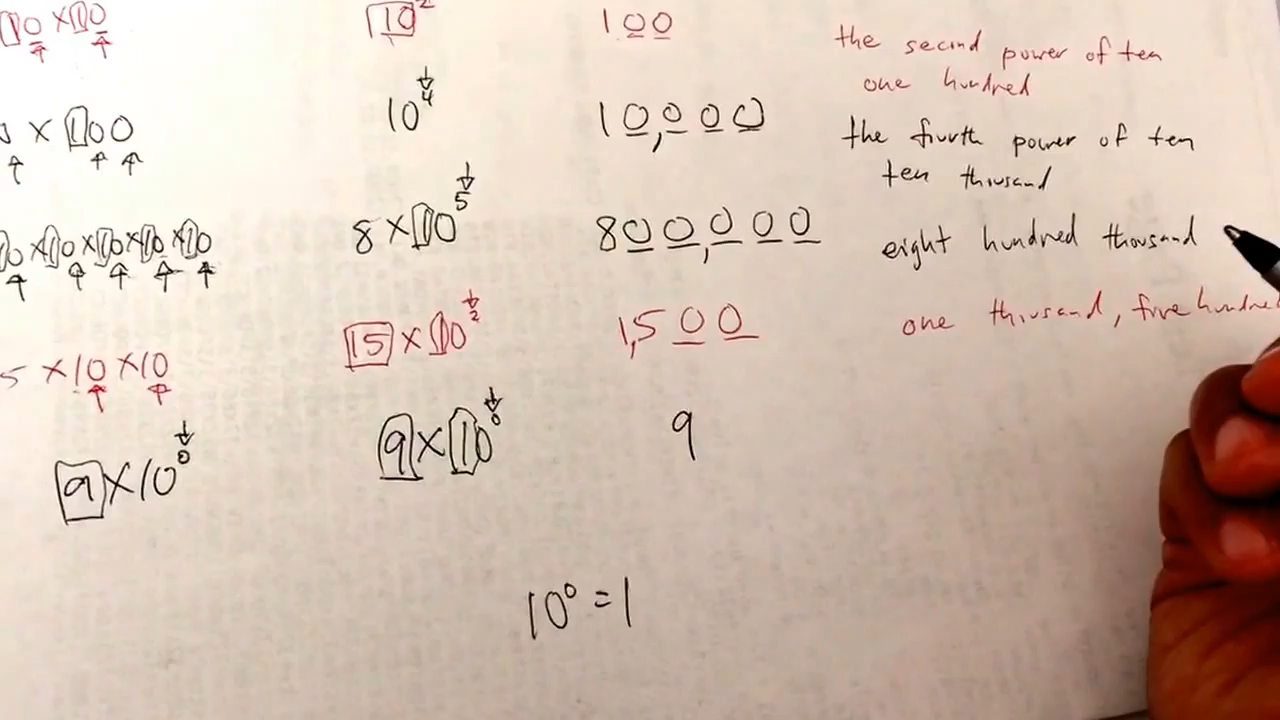 10 × 10 10² 100 the second power of ten
one hundred
× 100 10⁴ 10,000 the fourth power of ten
ten thousand
10 × 10 × 10 × 10 × 10 8 × 10⁵ 800,000 eight hundred thousand
5 × 10 × 10 15 × 10² 1,500 one thousand, five hundred
9 × 10⁰ 9 × 10⁰ 9
10⁰ = 1